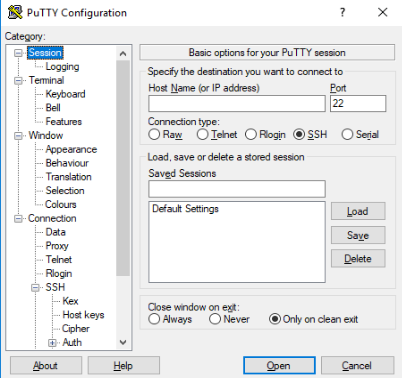 PuTTY Configuration
?
Category:
Session
Logging
Terminal
Keyboard
Bell
Features
Window
Appearance
Behaviour
Translation
Selection
Colours
Connection
Data
Proxy
Telnet
Rlogin
SSH
Kex
Host keys
Cipher
Auth
Basic options for your PuTTY session
Specify the destination you want to connect to
Host Name (or IP address) Port
22
Connection type:
Raw Telnet Rlogin SSH Serial
Load, save or delete a stored session
Saved Sessions
Default Settings
Load
Save
Delete
Close window on exit:
Always Never Only on clean exit
About Help Open Cancel